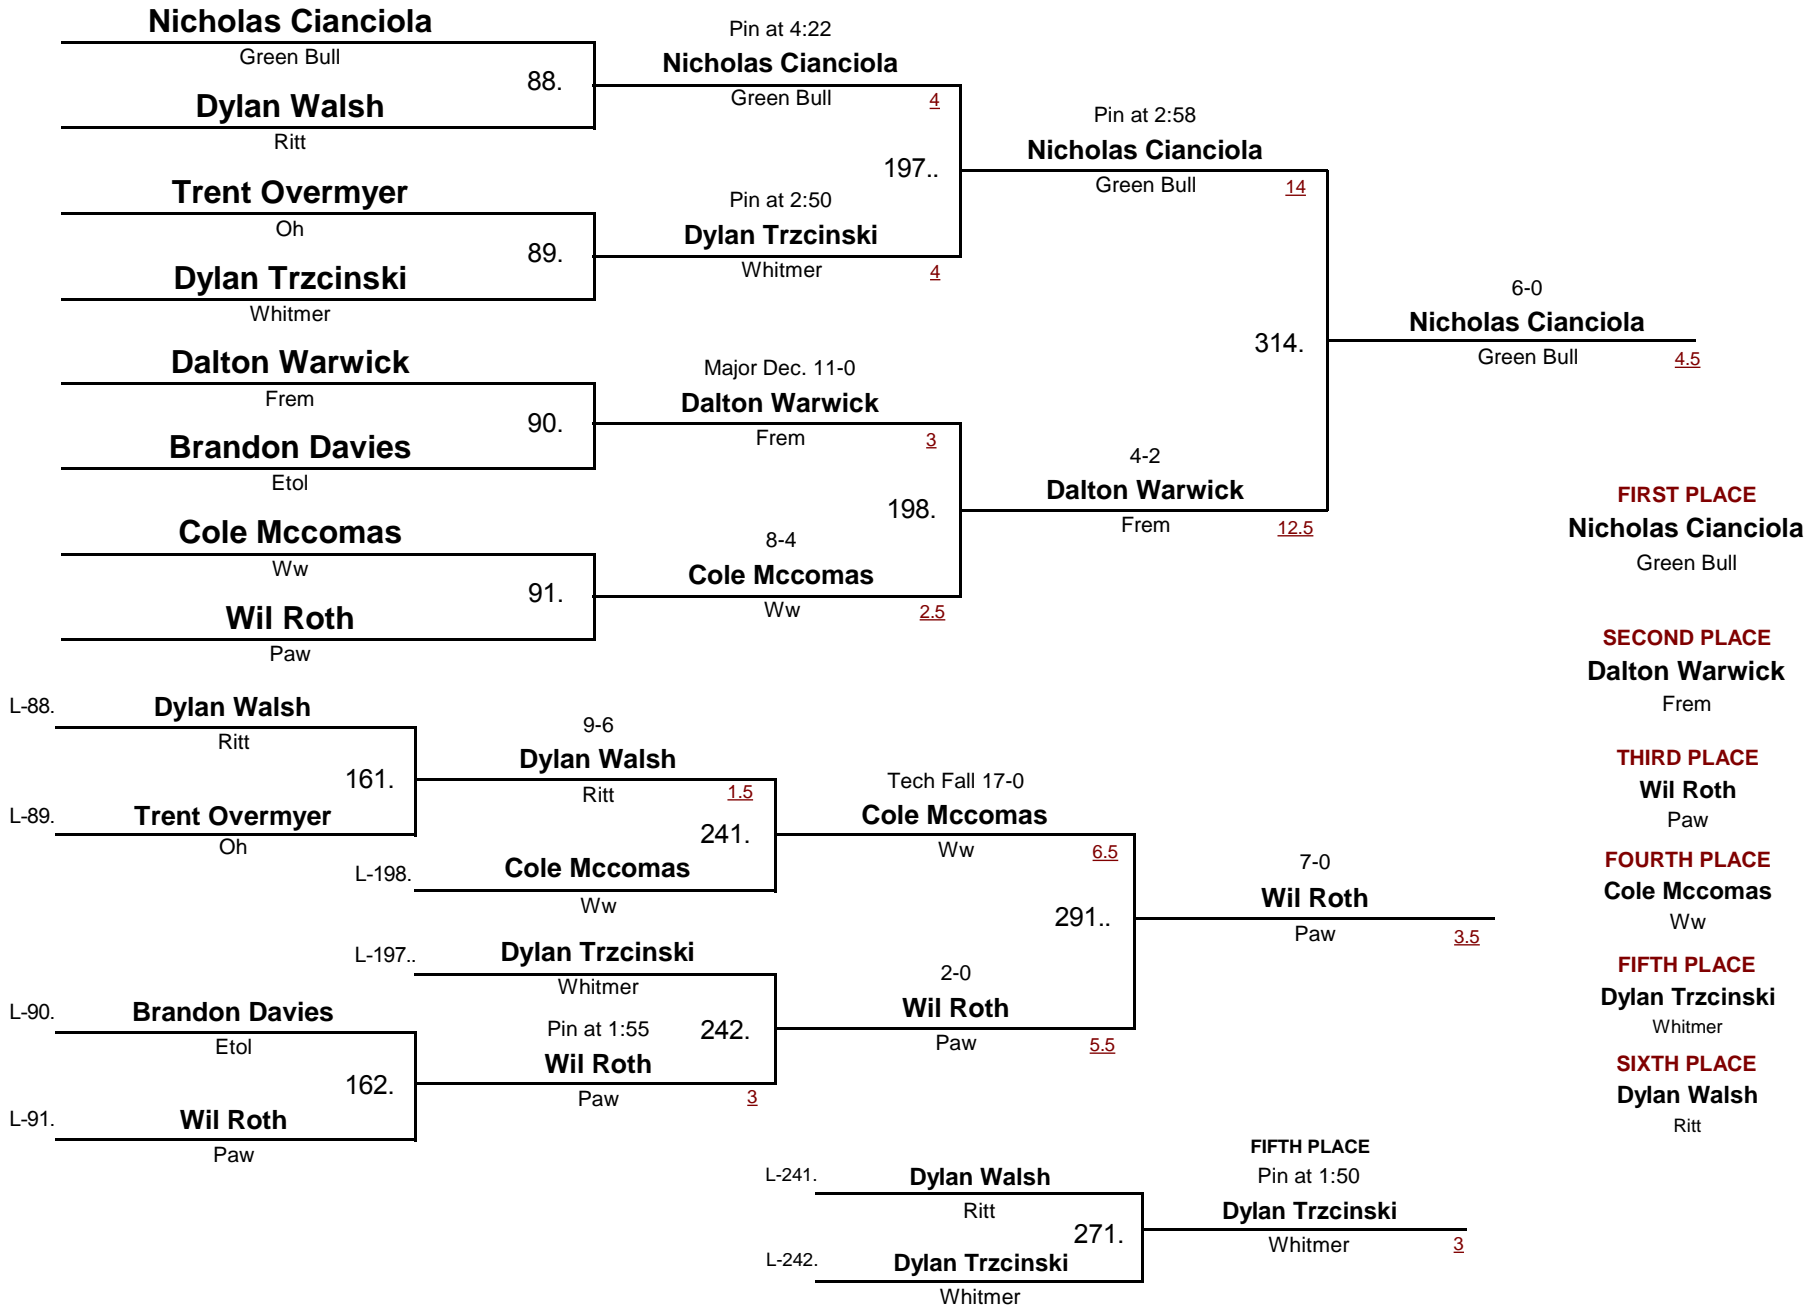 Nicholas Cianciola
Green Bull
88.
Dylan Walsh
Ritt
Trent Overmyer
Oh
89.
Dylan Trzcinski
Whitmer
Dalton Warwick
Frem
90.
Brandon Davies
Etol
Cole Mccomas
Ww
91.
Wil Roth
Paw
Pin at 4:22
Nicholas Cianciola
Green Bull 4
197..
Pin at 2:50
Dylan Trzcinski
Whitmer 4
Major Dec. 11-0
Dalton Warwick
Frem 3
198.
8-4
Cole Mccomas
Ww 2.5
Pin at 2:58
Nicholas Cianciola
Green Bull 14
314.
4-2
Dalton Warwick
Frem 12.5
6-0
Nicholas Cianciola
Green Bull 4.5
FIRST PLACE
Nicholas Cianciola
Green Bull
SECOND PLACE
Dalton Warwick
Frem
THIRD PLACE
Wil Roth
Paw
FOURTH PLACE
Cole Mccomas
Ww
FIFTH PLACE
Dylan Trzcinski
Whitmer
SIXTH PLACE
Dylan Walsh
Ritt
L-88. Dylan Walsh
Ritt
161.
L-89. Trent Overmyer
Oh
L-90. Brandon Davies
Etol
162.
L-91. Wil Roth
Paw
9-6
Dylan Walsh
Ritt 1.5
241.
L-198. Cole Mccomas
Ww
L-197.. Dylan Trzcinski
Whitmer
Pin at 1:55 242.
Wil Roth
Paw 3
Tech Fall 17-0
Cole Mccomas
Ww 6.5
291..
2-0
Wil Roth
Paw 5.5
7-0
Wil Roth
Paw 3.5
L-241. Dylan Walsh
Ritt
271.
L-242. Dylan Trzcinski
Whitmer
FIFTH PLACE
Pin at 1:50
Dylan Trzcinski
Whitmer 3